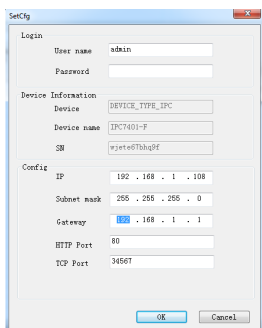 SetCfg
Login
User name admin
Password
Device Information
Device DEVICE_TYPE_IPC
Device name IPC7401-F
SN wjete67bhq9f
Config
IP 192 . 168 . 1 . 108
Subnet mask 255 . 255 . 255 . 0
Gateway 192 . 168 . 1 . 1
HTTP Port 80
TCP Port 34567
OK Cancel